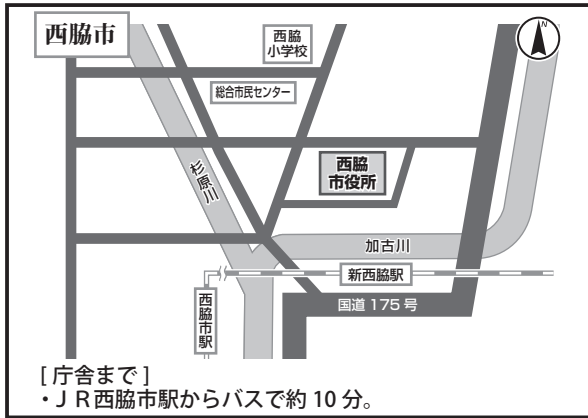 西脇市
N
西脇
小学校
総合市民センター
西脇
市役所
杉原川
加古川
新西脇駅
西脇市駅
国道 175 号
[ 庁舎まで ]
・ＪＲ西脇市駅からバスで約 10 分。